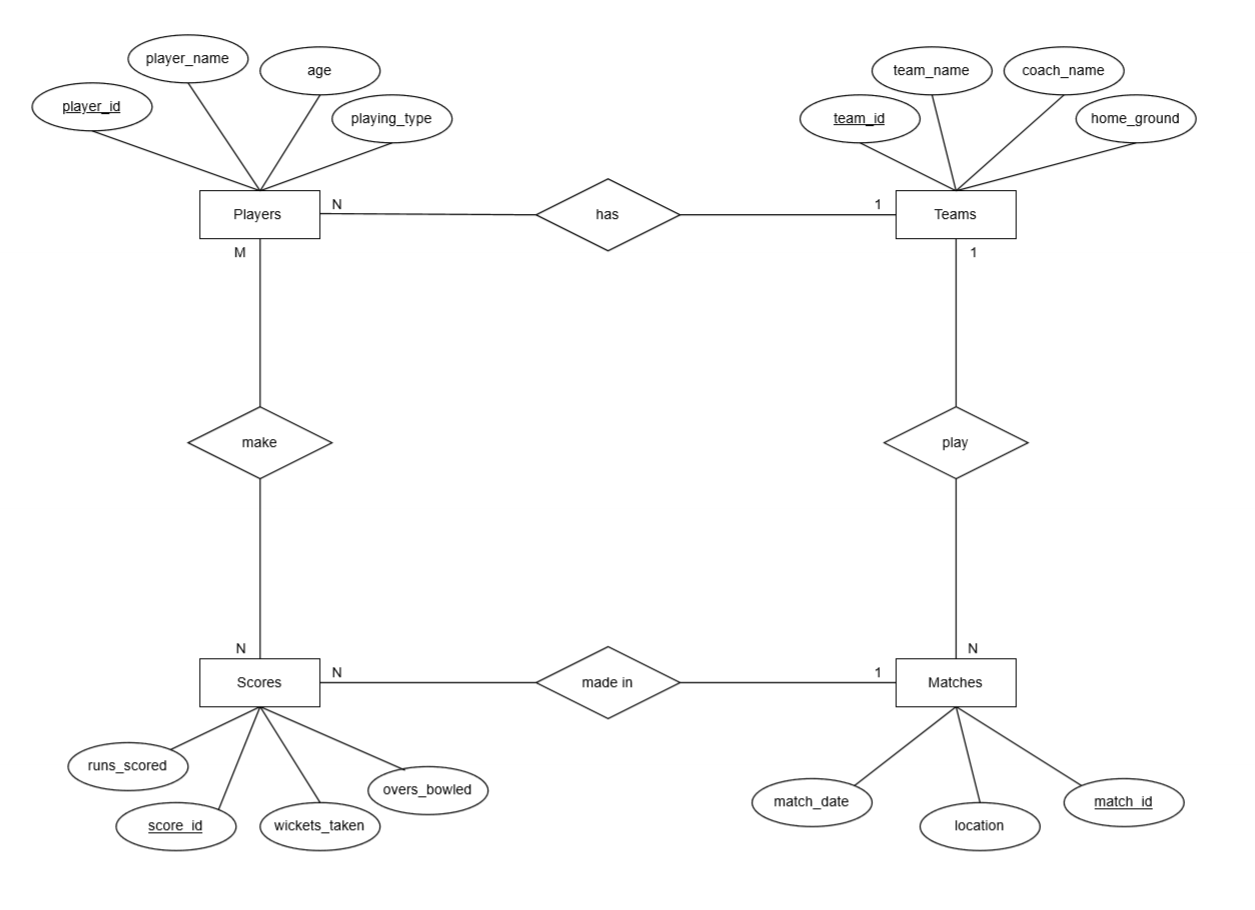 player_name
age
player_id
playing_type
team_name
coach_name
team_id
home_ground
Players
N
has
1
Teams
M
1
make
play
N
N
Scores
N
made in
1
Matches
runs_scored
overs_bowled
score_id
wickets_taken
match_date
location
match_id